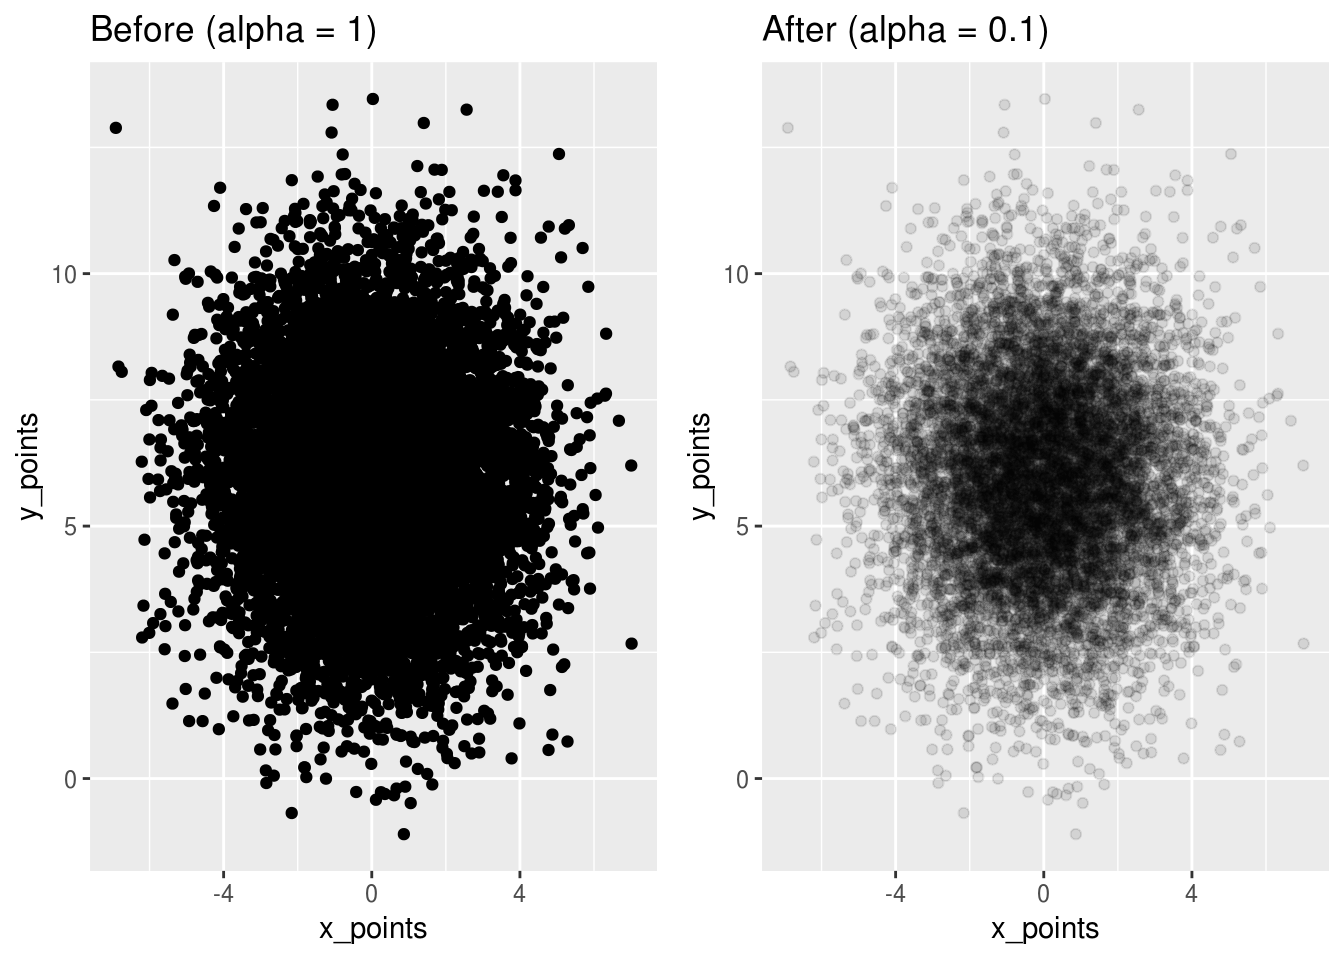 Before (alpha = 1)
y_points
10
5
0
-4 0 4
x_points
After (alpha = 0.1)
y_points
10
5
0
-4 0 4
x_points